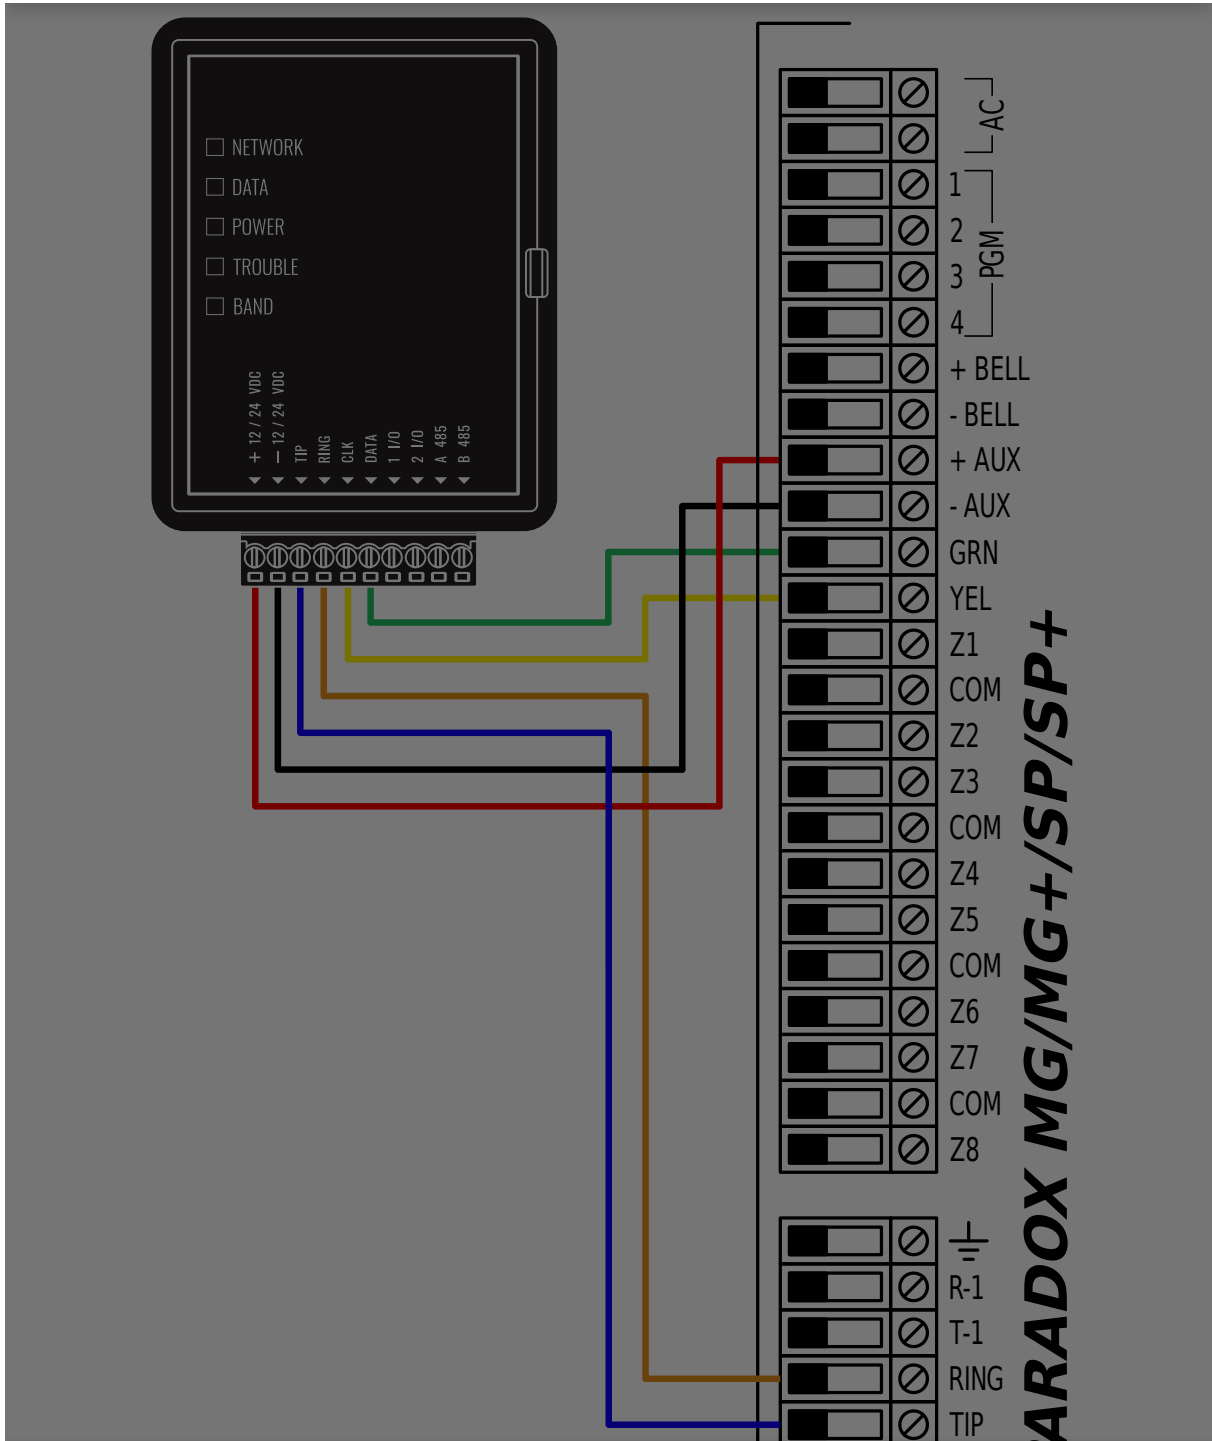 NETWORK
DATA
POWER
TROUBLE
BAND
+ 12 / 24 VDC
- 12 / 24 VDC
TIP
RING
CLK
DATA
1 I/O
2 I/O
A 485
B 485
AC
1
2
3
4
PGM
+ BELL
- BELL
+ AUX
- AUX
GRN
YEL
Z1
COM
Z2
Z3
COM
Z4
Z5
COM
Z6
Z7
COM
Z8
R-1
T-1
RING
TIP
ARADOX MG/MG+/SP/SP+